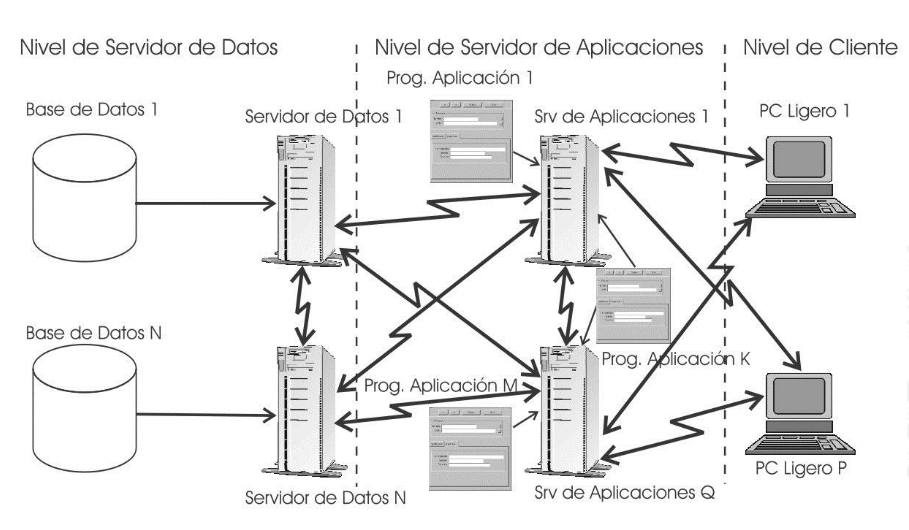 Nivel de Servidor de Datos
Nivel de Servidor de Aplicaciones
Nivel de Cliente
Prog. Aplicación 1
Base de Datos 1
Servidor de Datos 1
Srv de Aplicaciones 1
PC Ligero 1
Base de Datos N
Prog. Aplicación K
Prog. Aplicación M
PC Ligero P
Servidor de Datos N
Srv de Aplicaciones Q